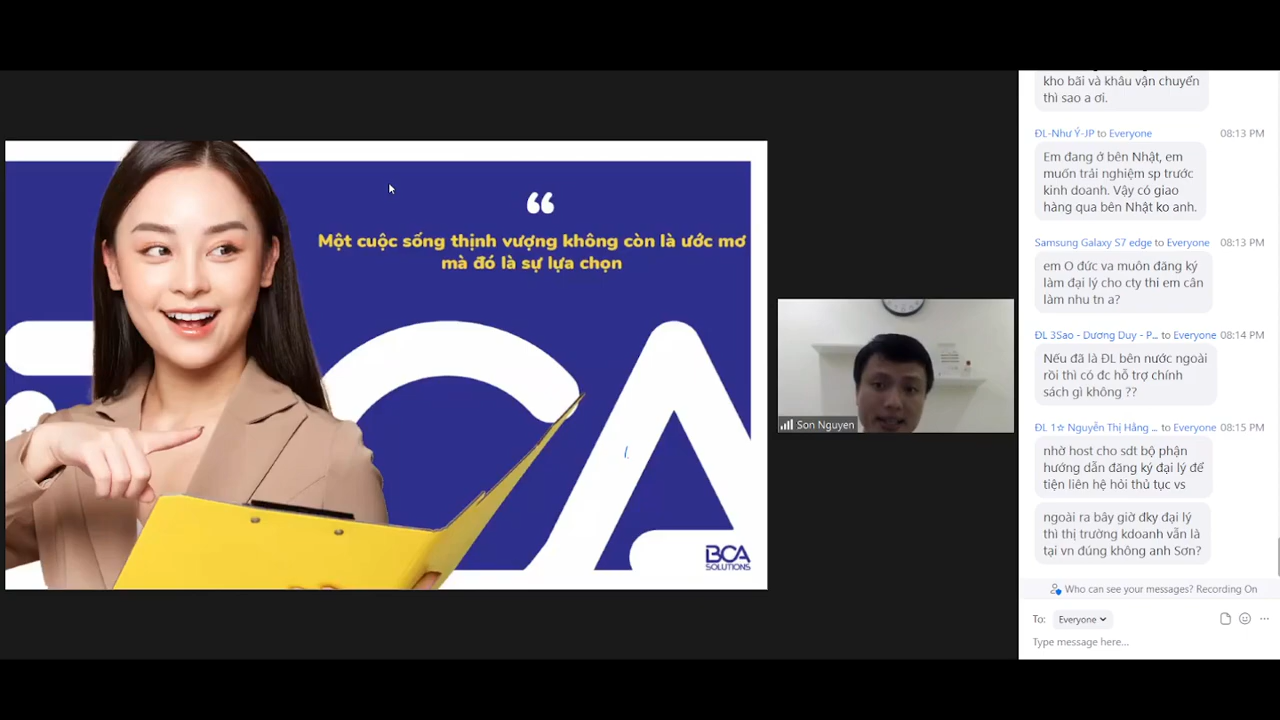 “
Một cuộc sống thịnh vượng không còn là ước mơ
mà đó là sự lựa chọn
CA
BCA
SOLUTIONS
Son Nguyen
kho bãi và khâu vận chuyển
thì sao a ơi.
ĐL-Như Ý-JP to Everyone 08:13 PM
Em đang ở bên Nhật, em
muốn trải nghiệm sp trước
kinh doanh. Vậy có giao
hàng qua bên Nhật ko anh.
Samsung Galaxy S7 edge to Everyone 08:13 PM
em O đức va muôn đăng ký
làm đại lý cho cty thi em cân
làm nhu tn a?
ĐL 3Sao - Dương Duy - P... to Everyone 08:14 PM
Nếu đã là ĐL bên nước ngoài
rồi thì có đc hỗ trợ chính
sách gì không ??
ĐL 1☆ Nguyễn Thị Hằng ... to Everyone 08:15 PM
nhờ host cho sdt bộ phận
hướng dẫn đăng ký đại lý để
tiện liên hệ hỏi thủ tục vs
ngoài ra bây giờ đky đại lý
thì thị trường kdoanh vẫn là
tại vn đúng không anh Sơn?
Who can see your messages? Recording On
To: Everyone
Type message here...